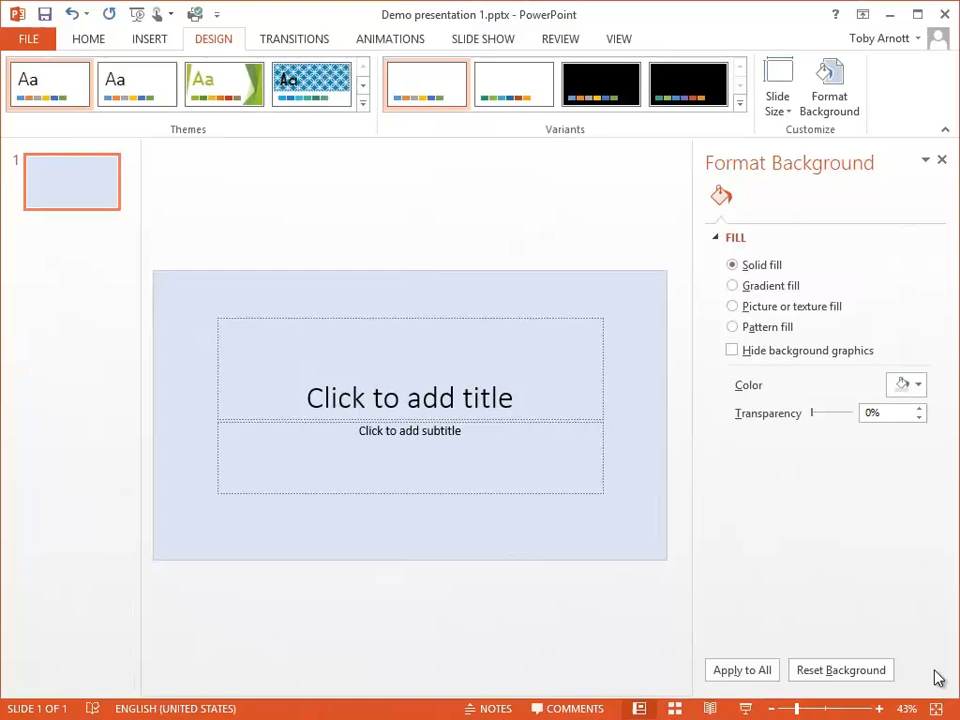 Demo presentation 1.pptx - PowerPoint
?
FILE HOME INSERT DESIGN TRANSITIONS ANIMATIONS SLIDE SHOW REVIEW VIEW
Toby Arnott
Aa Aa Aa Aa
Slide Size
Format Background
Themes
Variants
Customize
1
Click to add title
Click to add subtitle
Format Background
FILL
Solid fill
Gradient fill
Picture or texture fill
Pattern fill
Hide background graphics
Color
Transparency 0%
Apply to All Reset Background
SLIDE 1 OF 1 ENGLISH (UNITED STATES) NOTES COMMENTS 43%